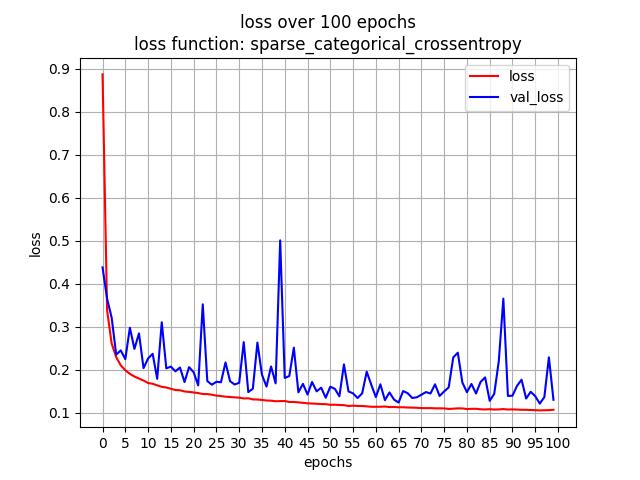 loss over 100 epochs
loss function: sparse_categorical_crossentropy
loss
val_loss
0.9
0.8
0.7
0.6
0.5
0.4
0.3
0.2
0.1
loss
0 5 10 15 20 25 30 35 40 45 50 55 60 65 70 75 80 85 90 95 100
epochs